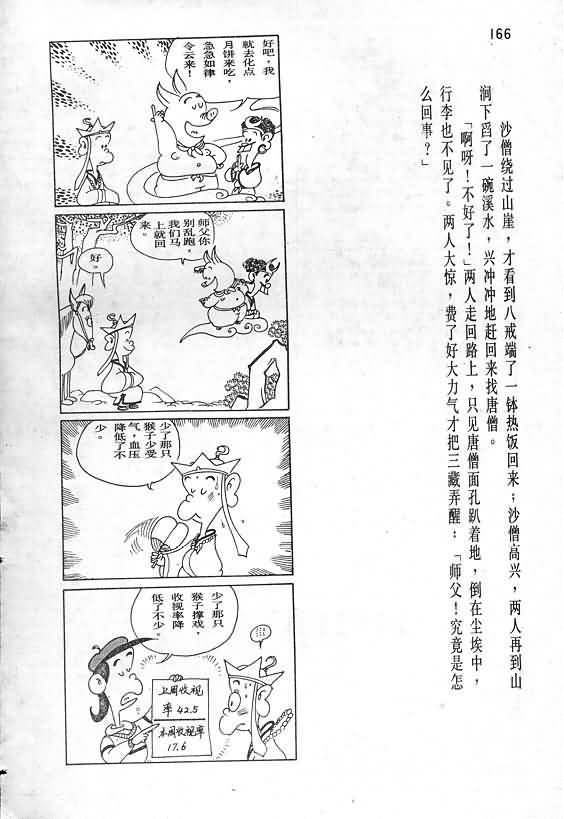 166
沙僧绕过山崖，才看到八戒端了一钵热饭回来；沙僧高兴，两人再到山
涧下舀了一碗溪水，兴冲冲地赶回来找唐僧。
「啊呀！不好了！」两人走回路上，只见唐僧面孔趴着地，倒在尘埃中，
行李也不见了。两人大惊，费了好大力气才把三藏弄醒：「师父！究竟是怎
么回事？」
好吧，我
就去化点
月饼来吃，
急急如律
令云来！
师父你
别乱跑，
我们马
上就回
来。
好。
少了那只
猴子少受
气，血压
降低了不
少。
少了那只
猴子撑戏，
收视率降
低了不少。
上周收视
率 42.5
本周收视率
17.6